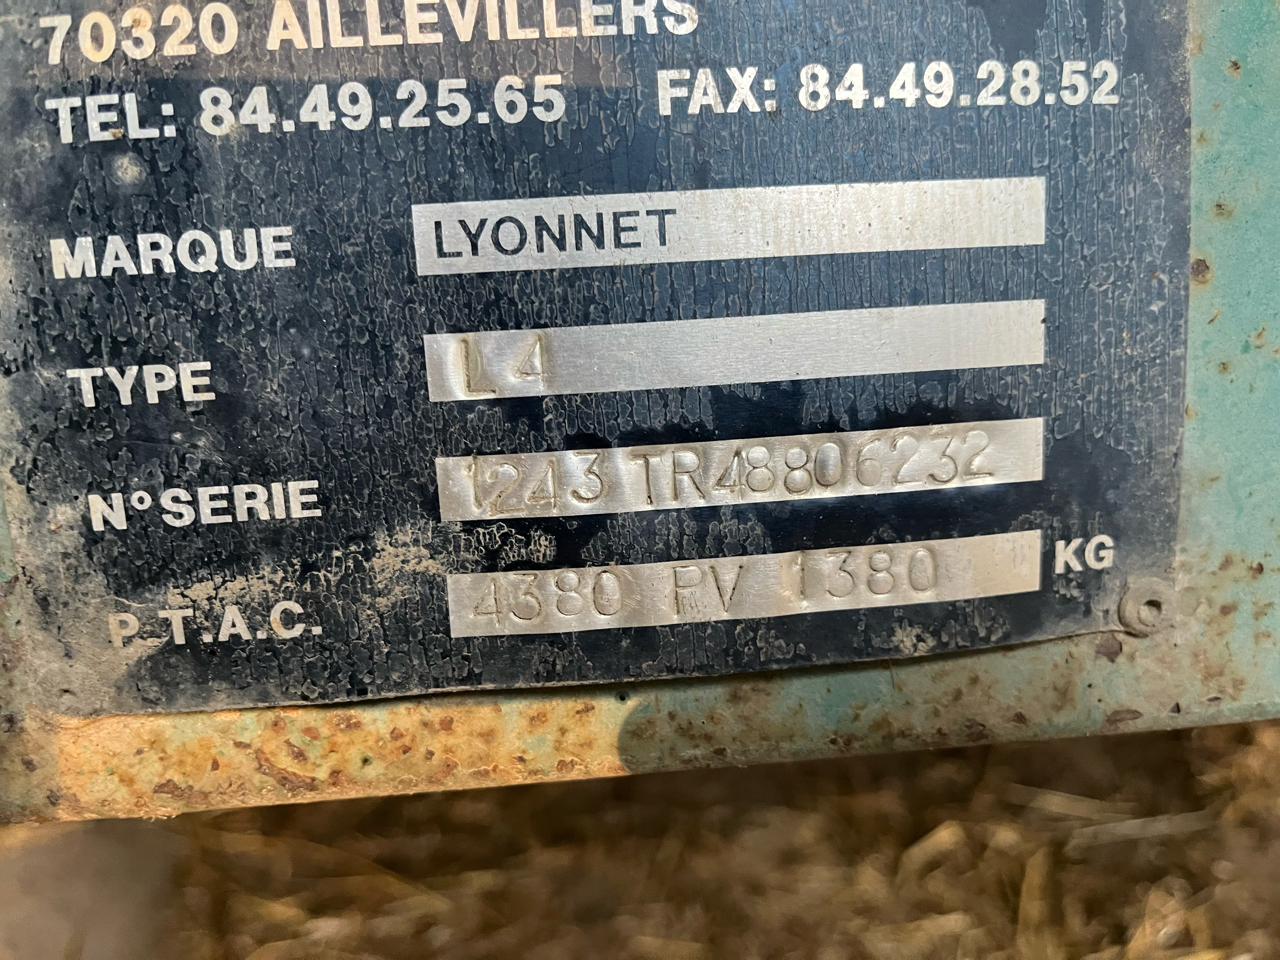 70320 AILLEVILLERS
TEL: 84.49.25.65 FAX: 84.49.28.52
MARQUE LYONNET
TYPE L 4
N° SERIE 1243 TR48806232
P.T.A.C. 4380 PV 1380 KG